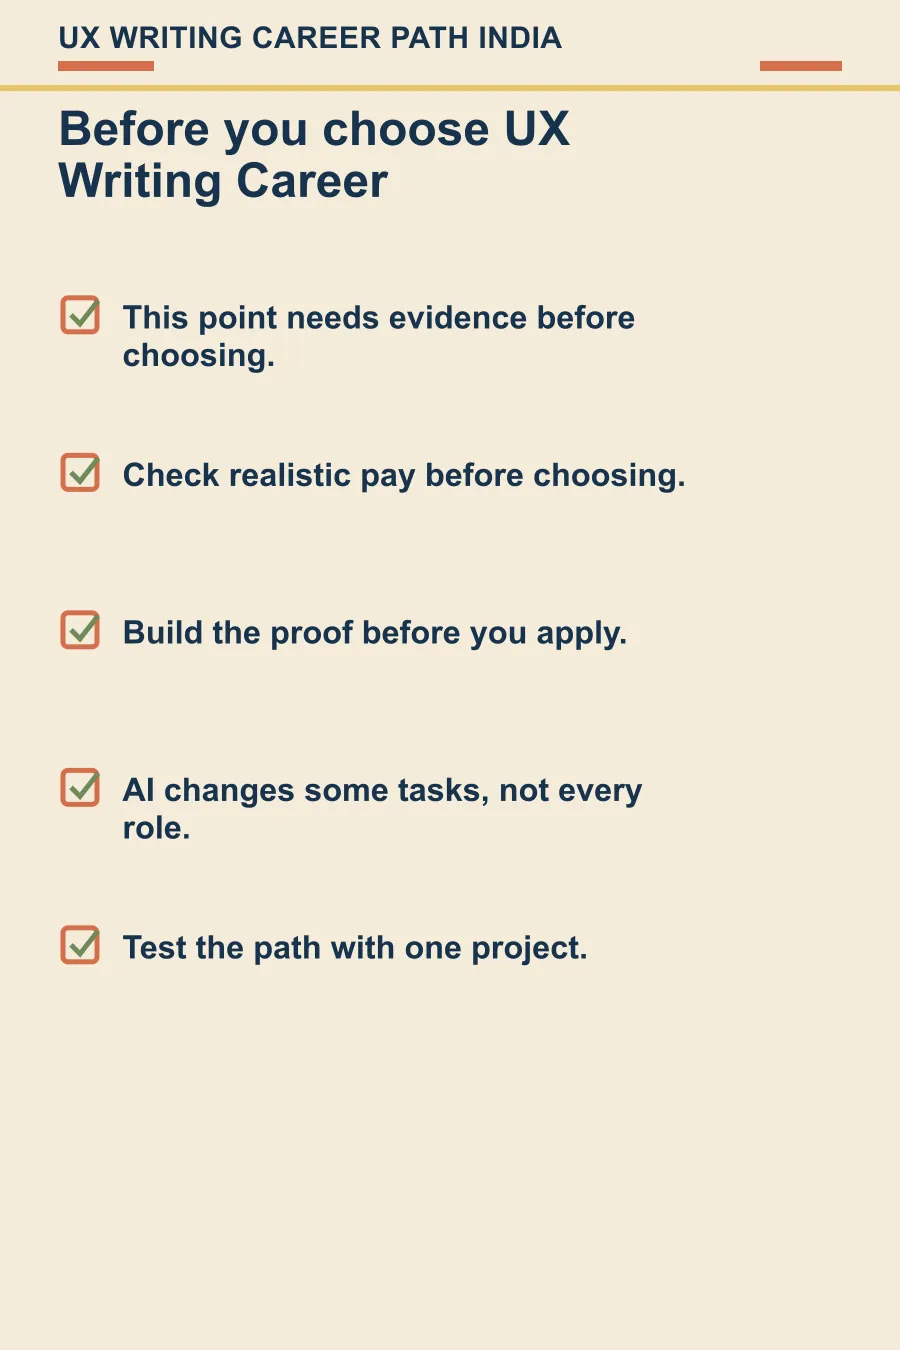 UX WRITING CAREER PATH INDIA
Before you choose UX
Writing Career
This point needs evidence before
choosing.
Check realistic pay before choosing.
Build the proof before you apply.
AI changes some tasks, not every
role.
Test the path with one project.